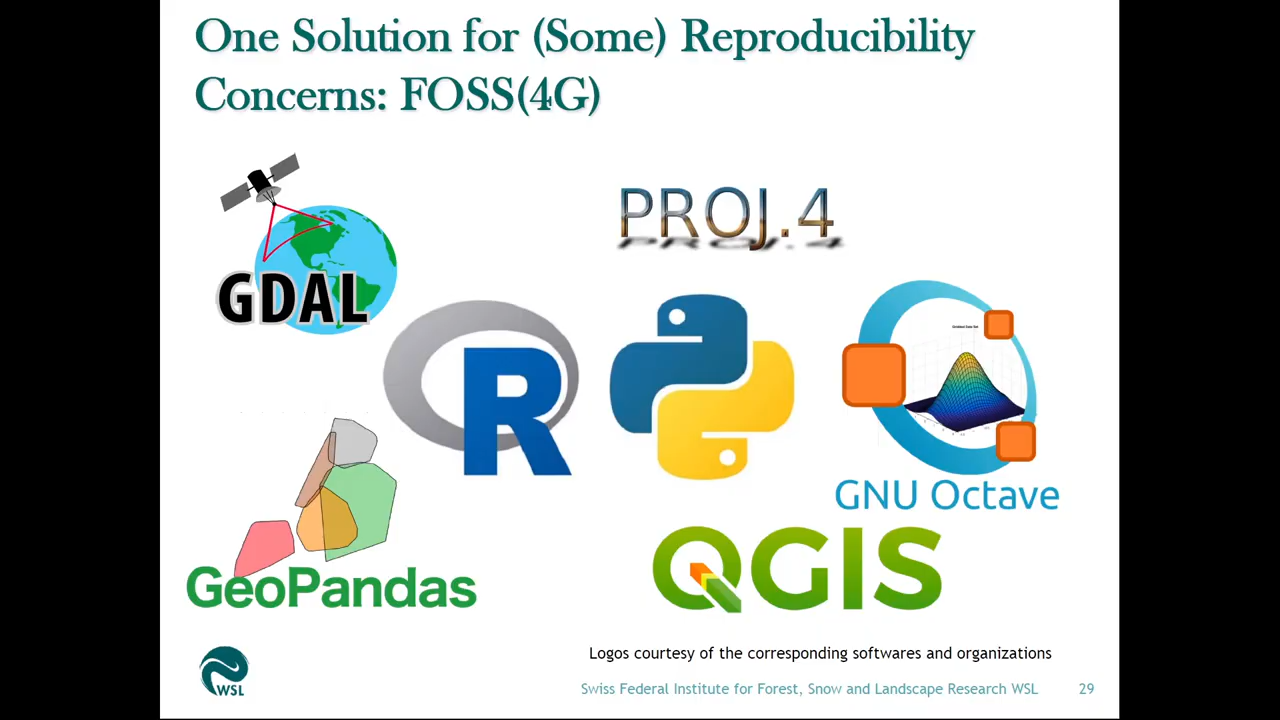 One Solution for (Some) Reproducibility
Concerns: FOSS(4G)
GDAL
PROJ.4
R
GNU Octave
GeoPandas
QGIS
Logos courtesy of the corresponding softwares and organizations
WSL
Swiss Federal Institute for Forest, Snow and Landscape Research WSL
29